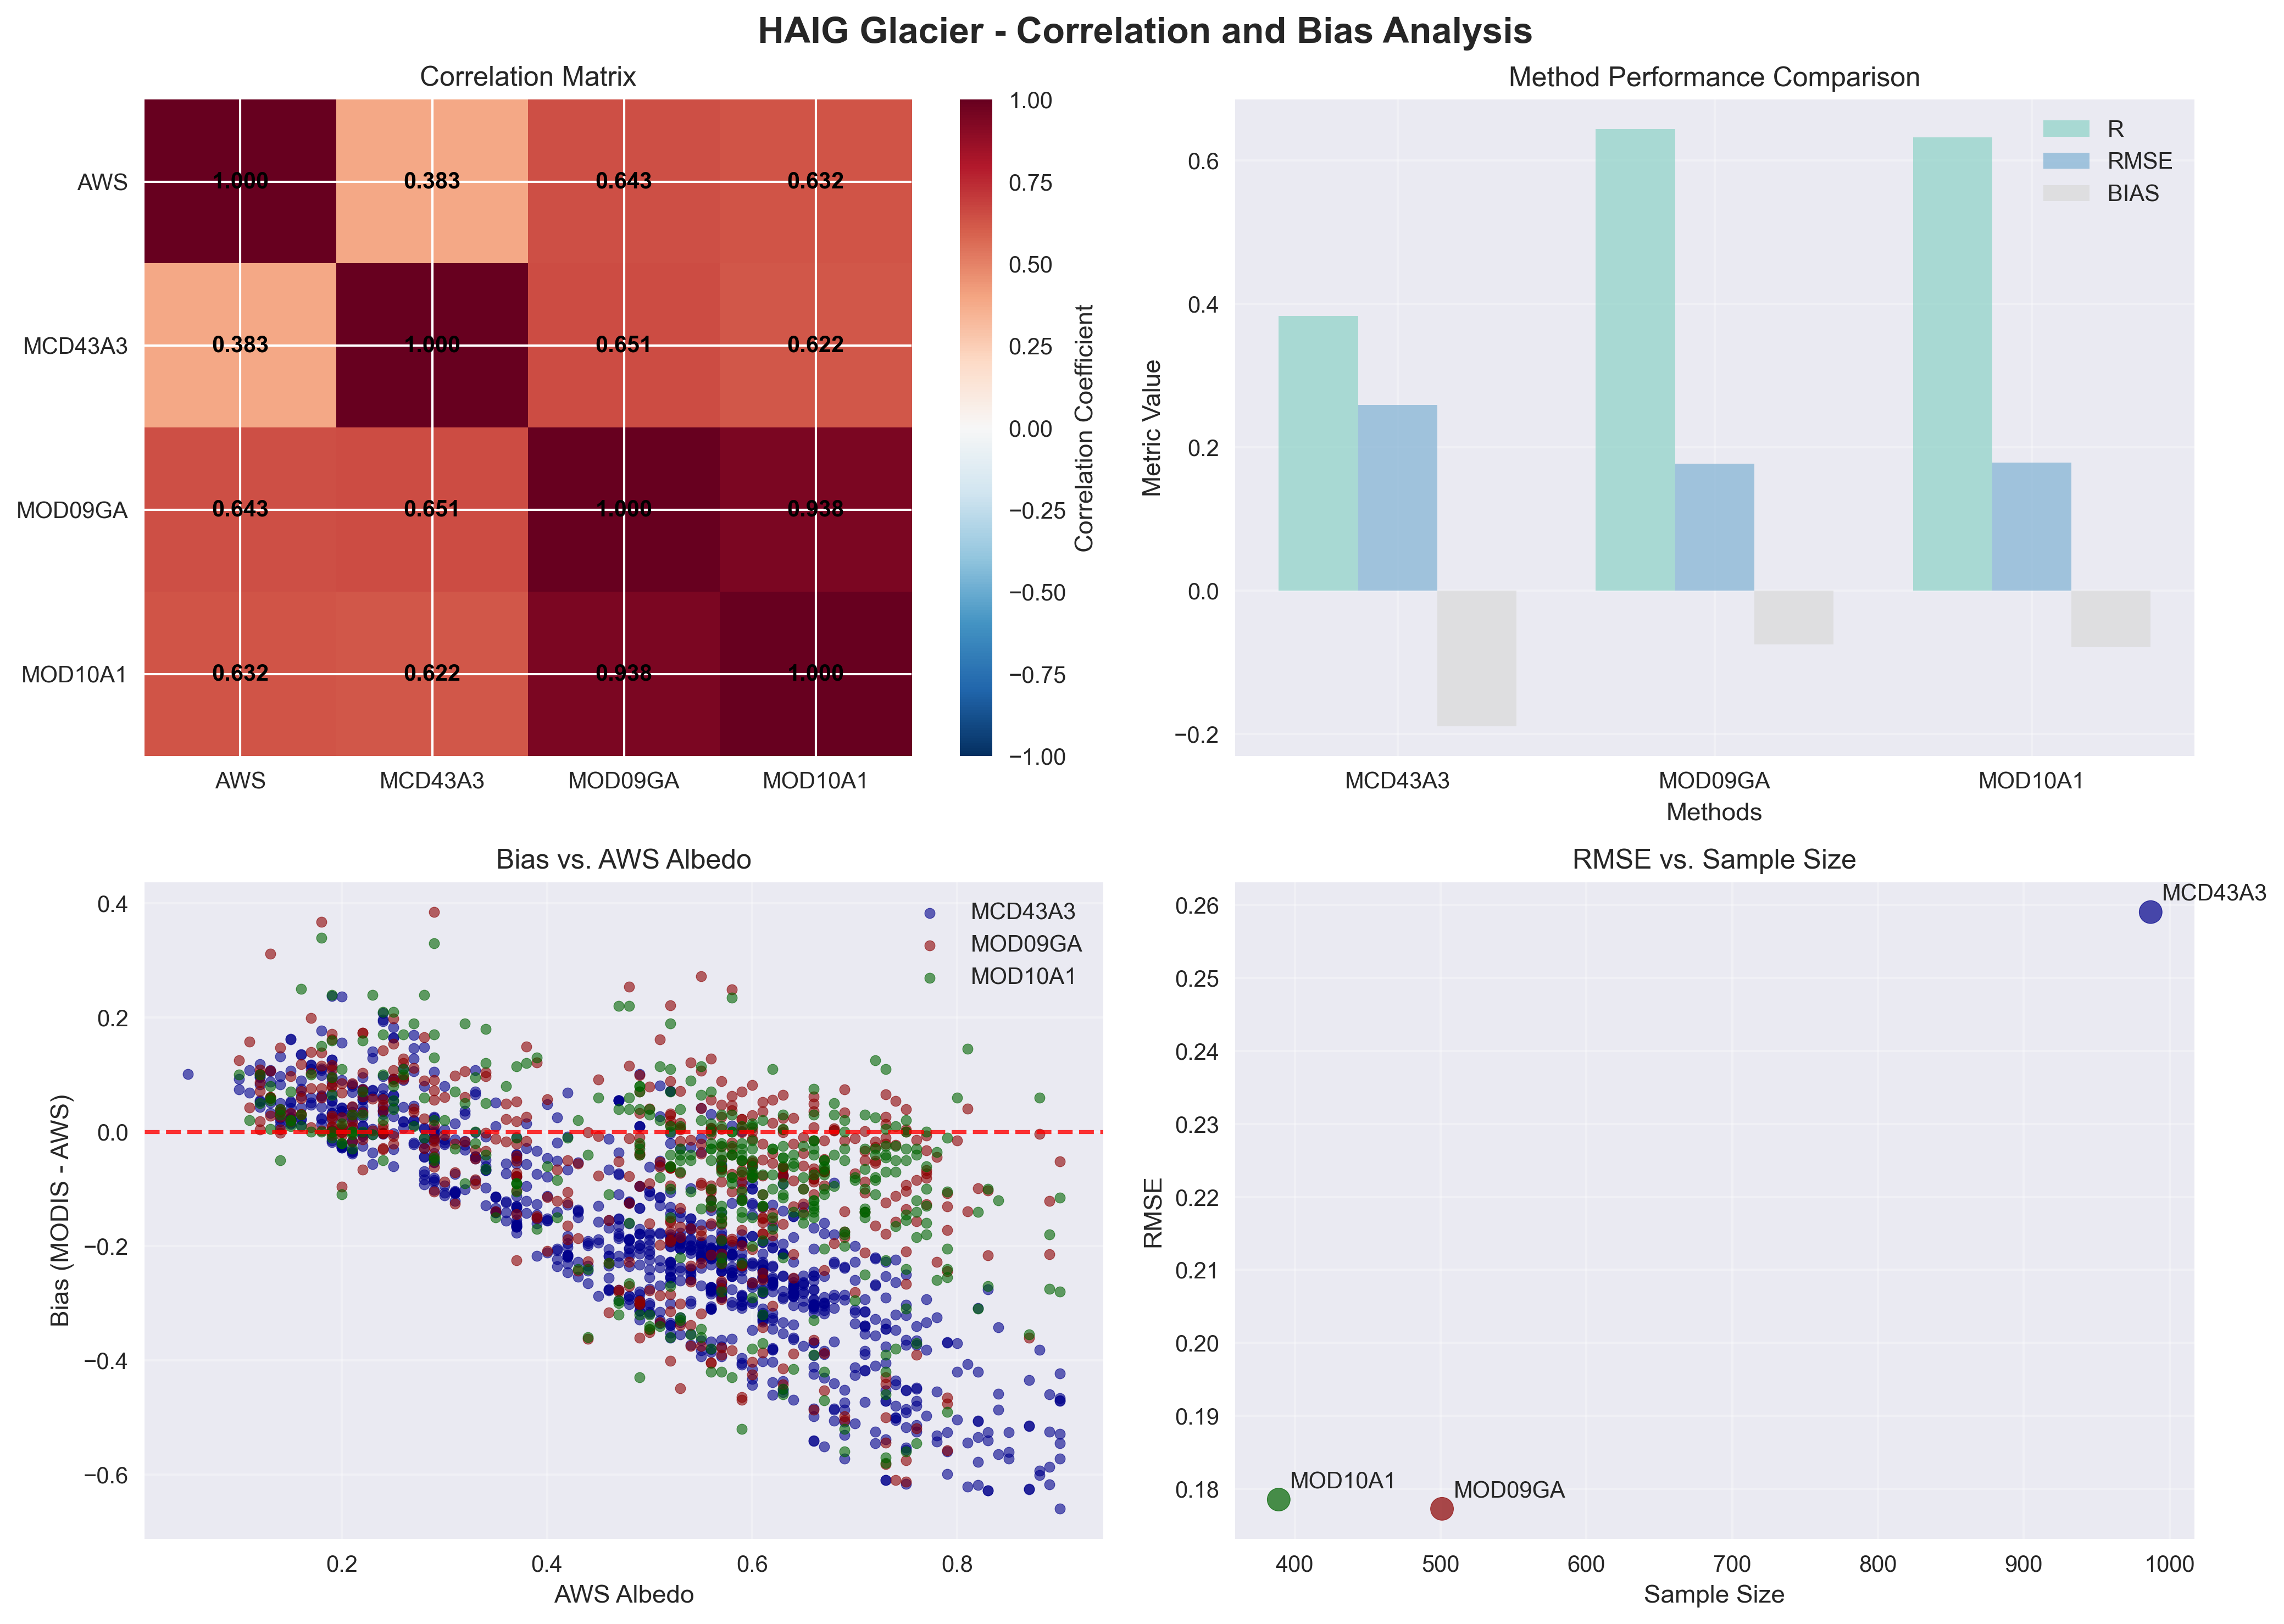 HAIG Glacier - Correlation and Bias Analysis
Correlation Matrix
AWS
MCD43A3
MOD09GA
MOD10A1
1.000 0.383 0.643 0.632
0.383 1.000 0.651 0.622
0.643 0.651 1.000 0.938
0.632 0.622 0.938 1.000
AWS MCD43A3 MOD09GA MOD10A1
1.00
0.75
0.50
0.25
0.00
−0.25
−0.50
−0.75
−1.00
Correlation Coefficient
Method Performance Comparison
R
RMSE
BIAS
0.6
0.4
0.2
0.0
−0.2
Metric Value
MCD43A3 MOD09GA MOD10A1
Methods
Bias vs. AWS Albedo
MCD43A3
MOD09GA
MOD10A1
0.4
0.2
0.0
−0.2
−0.4
−0.6
Bias (MODIS - AWS)
0.2 0.4 0.6 0.8
AWS Albedo
RMSE vs. Sample Size
MCD43A3
MOD10A1
MOD09GA
0.26
0.25
0.24
0.23
0.22
0.21
0.20
0.19
0.18
RMSE
400 500 600 700 800 900 1000
Sample Size